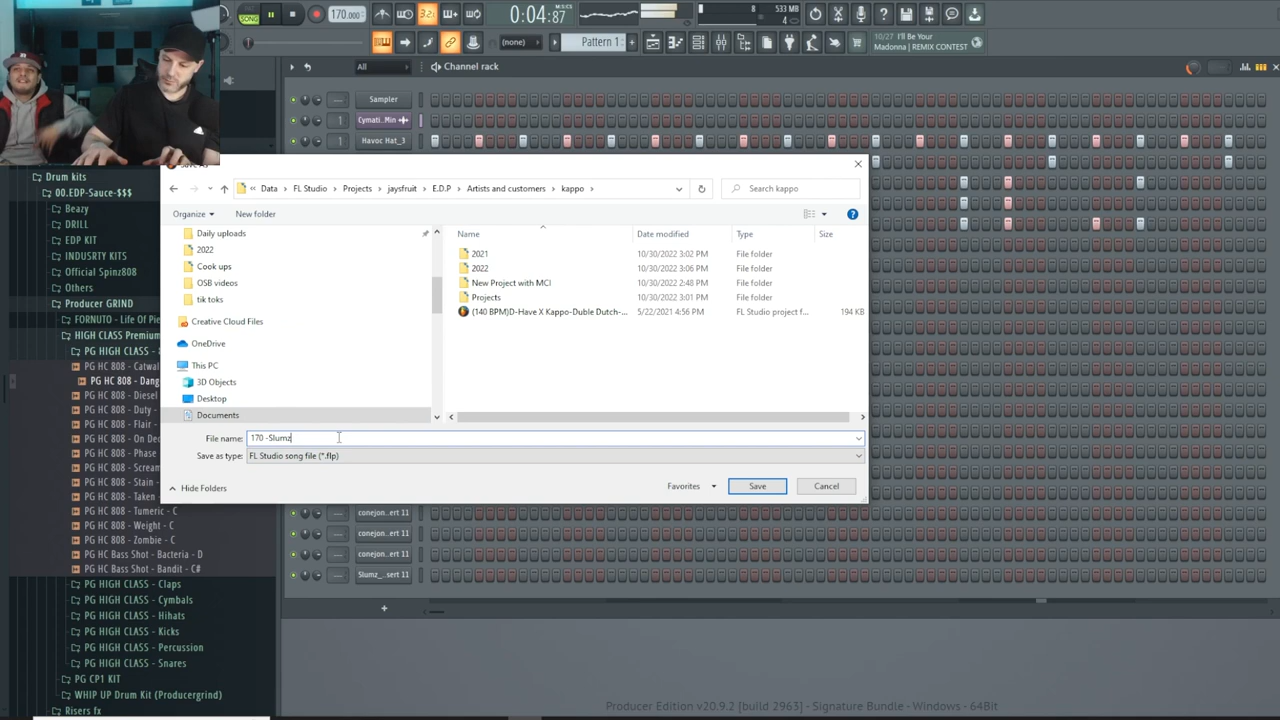 SONG
170.000
3.2.
0:04:87
M:S:CS
8
533 MB
4
(none)
Pattern 1
10/27 I'll Be Your
Madonna | REMIX CONTEST
All
Channel rack
Sampler
1 Cymati...Min
1 Havoc Hat_3
Drum kits
00.EDP-Sauce-$$$
Beazy
DRILL
EDP KIT
INDUSRTY KITS
Official Spinz808
Others
Producer GRIND
FORNUTO - Life Of Pie
HIGH CLASS Premium
PG HIGH CLASS - 8
PG HC 808 - Catwal
PG HC 808 - Dang
PG HC 808 - Diesel
PG HC 808 - Duty -
PG HC 808 - Flair -
PG HC 808 - On De
PG HC 808 - Phase
PG HC 808 - Scream
PG HC 808 - Stain -
PG HC 808 - Taken
PG HC 808 - Tumeric - C
PG HC 808 - Weight - C
PG HC 808 - Zombie - C
PG HC Bass Shot - Bacteria - D
PG HC Bass Shot - Bandit - C#
PG HIGH CLASS - Claps
PG HIGH CLASS - Cymbals
PG HIGH CLASS - Hihats
PG HIGH CLASS - Kicks
PG HIGH CLASS - Percussion
PG HIGH CLASS - Snares
PG CP1 KIT
WHIP UP Drum Kit (Producergrind)
Risers fx
Save As
« Data › FL Studio › Projects › jaysfruit › E.D.P › Artists and customers › kappo ›
Search kappo
Organize New folder
Daily uploads
2022
Cook ups
OSB videos
tik toks
Creative Cloud Files
OneDrive
This PC
3D Objects
Desktop
Documents
Name Date modified Type Size
2021 10/30/2022 3:02 PM File folder
2022 10/30/2022 3:06 PM File folder
New Project with MCI 10/30/2022 2:48 PM File folder
Projects 10/30/2022 3:01 PM File folder
(140 BPM)D-Have X Kappo-Duble Dutch-... 5/22/2021 4:56 PM FL Studio project f... 194 KB
File name: 170 -Slumz
Save as type: FL Studio song file (*.flp)
Hide Folders
Favorites Save Cancel
conejon...ert 11
conejon...ert 11
conejon...ert 11
Slumz_...sert 11
Producer Edition v20.9.2 [build 2963] - Signature Bundle - Windows - 64Bit